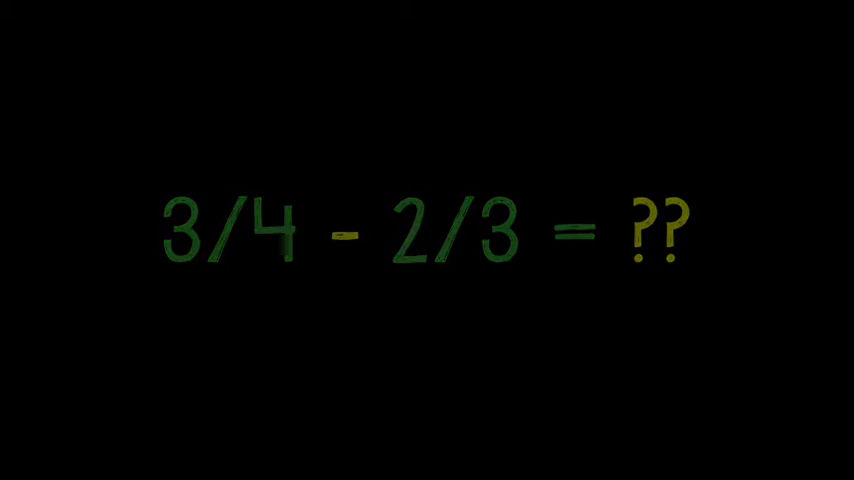 3/4 - 2/3 = ??